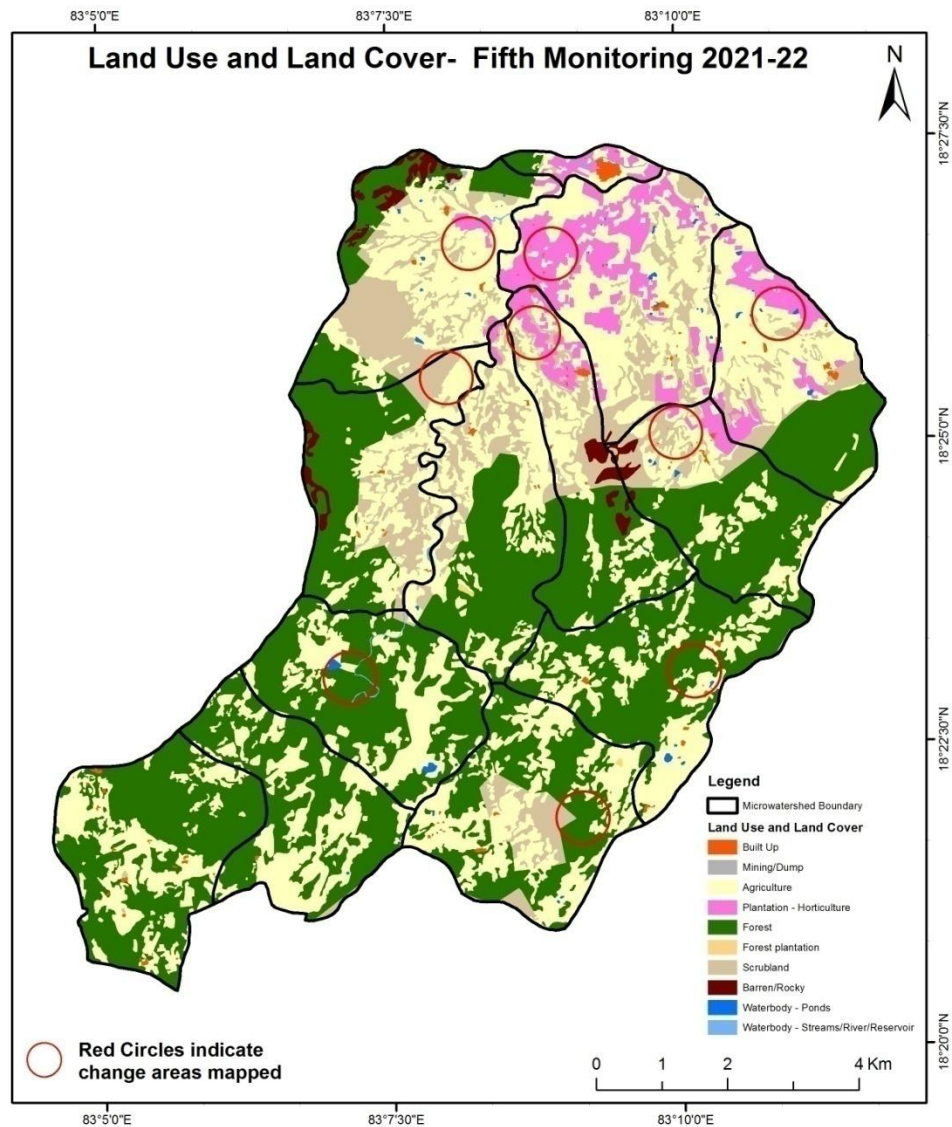 83°5'0"E 83°7'30"E 83°10'0"E
Land Use and Land Cover- Fifth Monitoring 2021-22
N
18°27'30"N
18°25'0"N
18°22'30"N
Legend
Microwatershed Boundary
Land Use and Land Cover
Built Up
Mining/Dump
Agriculture
Plantation - Horticulture
Forest
Forest plantation
Scrubland
Barren/Rocky
Waterbody - Ponds
Waterbody - Streams/River/Reservoir
18°20'0"N
Red Circles indicate
change areas mapped
0 1 2 4 Km
83°5'0"E 83°7'30"E 83°10'0"E